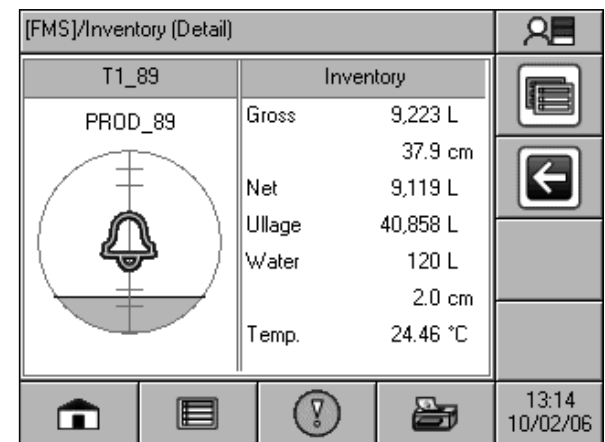 [FMS]/Inventory (Detail)
T1_89
Inventory
PROD_89
Gross 9,223 L
37.9 cm
Net 9,119 L
Ullage 40,858 L
Water 120 L
2.0 cm
Temp. 24.46 °C
13:14
10/02/06